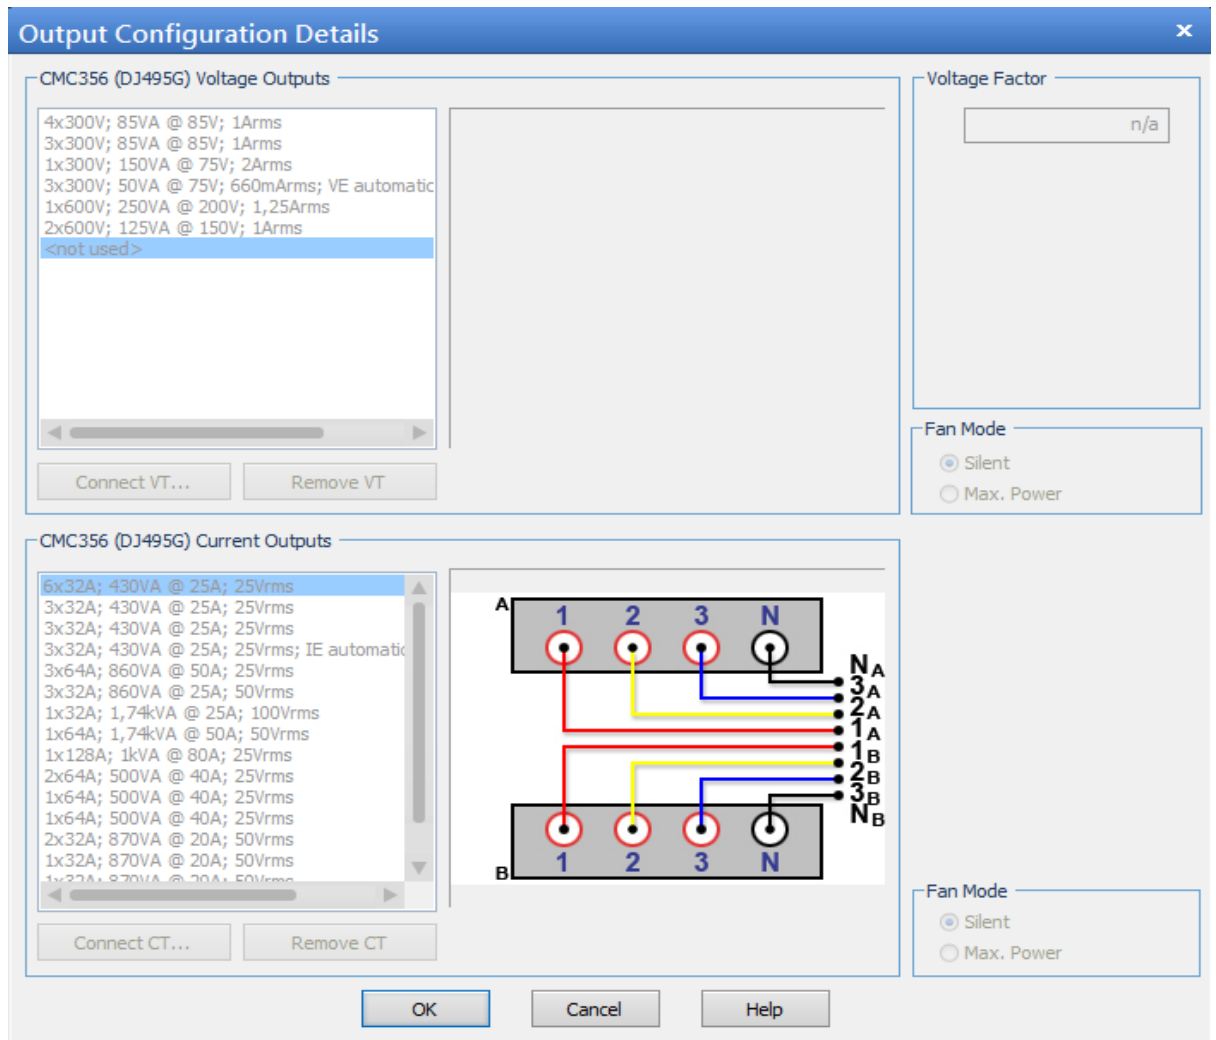 Output Configuration Details
x
CMC356 (DJ495G) Voltage Outputs
4x300V; 85VA @ 85V; 1Arms
3x300V; 85VA @ 85V; 1Arms
1x300V; 150VA @ 75V; 2Arms
3x300V; 50VA @ 75V; 660mArms; VE automatic
1x600V; 250VA @ 200V; 1,25Arms
2x600V; 125VA @ 150V; 1Arms
<not used>
Connect VT...
Remove VT
Voltage Factor
n/a
Fan Mode
Silent
Max. Power
CMC356 (DJ495G) Current Outputs
6x32A; 430VA @ 25A; 25Vrms
3x32A; 430VA @ 25A; 25Vrms
3x32A; 430VA @ 25A; 25Vrms
3x32A; 430VA @ 25A; 25Vrms; IE automatic
3x64A; 860VA @ 50A; 25Vrms
3x32A; 860VA @ 25A; 50Vrms
1x32A; 1,74kVA @ 25A; 100Vrms
1x64A; 1,74kVA @ 50A; 50Vrms
1x128A; 1kVA @ 80A; 25Vrms
2x64A; 500VA @ 40A; 25Vrms
1x64A; 500VA @ 40A; 25Vrms
1x64A; 500VA @ 40A; 25Vrms
2x32A; 870VA @ 20A; 50Vrms
1x32A; 870VA @ 20A; 50Vrms
1x32A; 870VA @ 20A; 50Vrms
Connect CT...
Remove CT
A
1 2 3 N
NA
3A
2A
1A
1B
2B
3B
NB
B
1 2 3 N
Fan Mode
Silent
Max. Power
OK
Cancel
Help